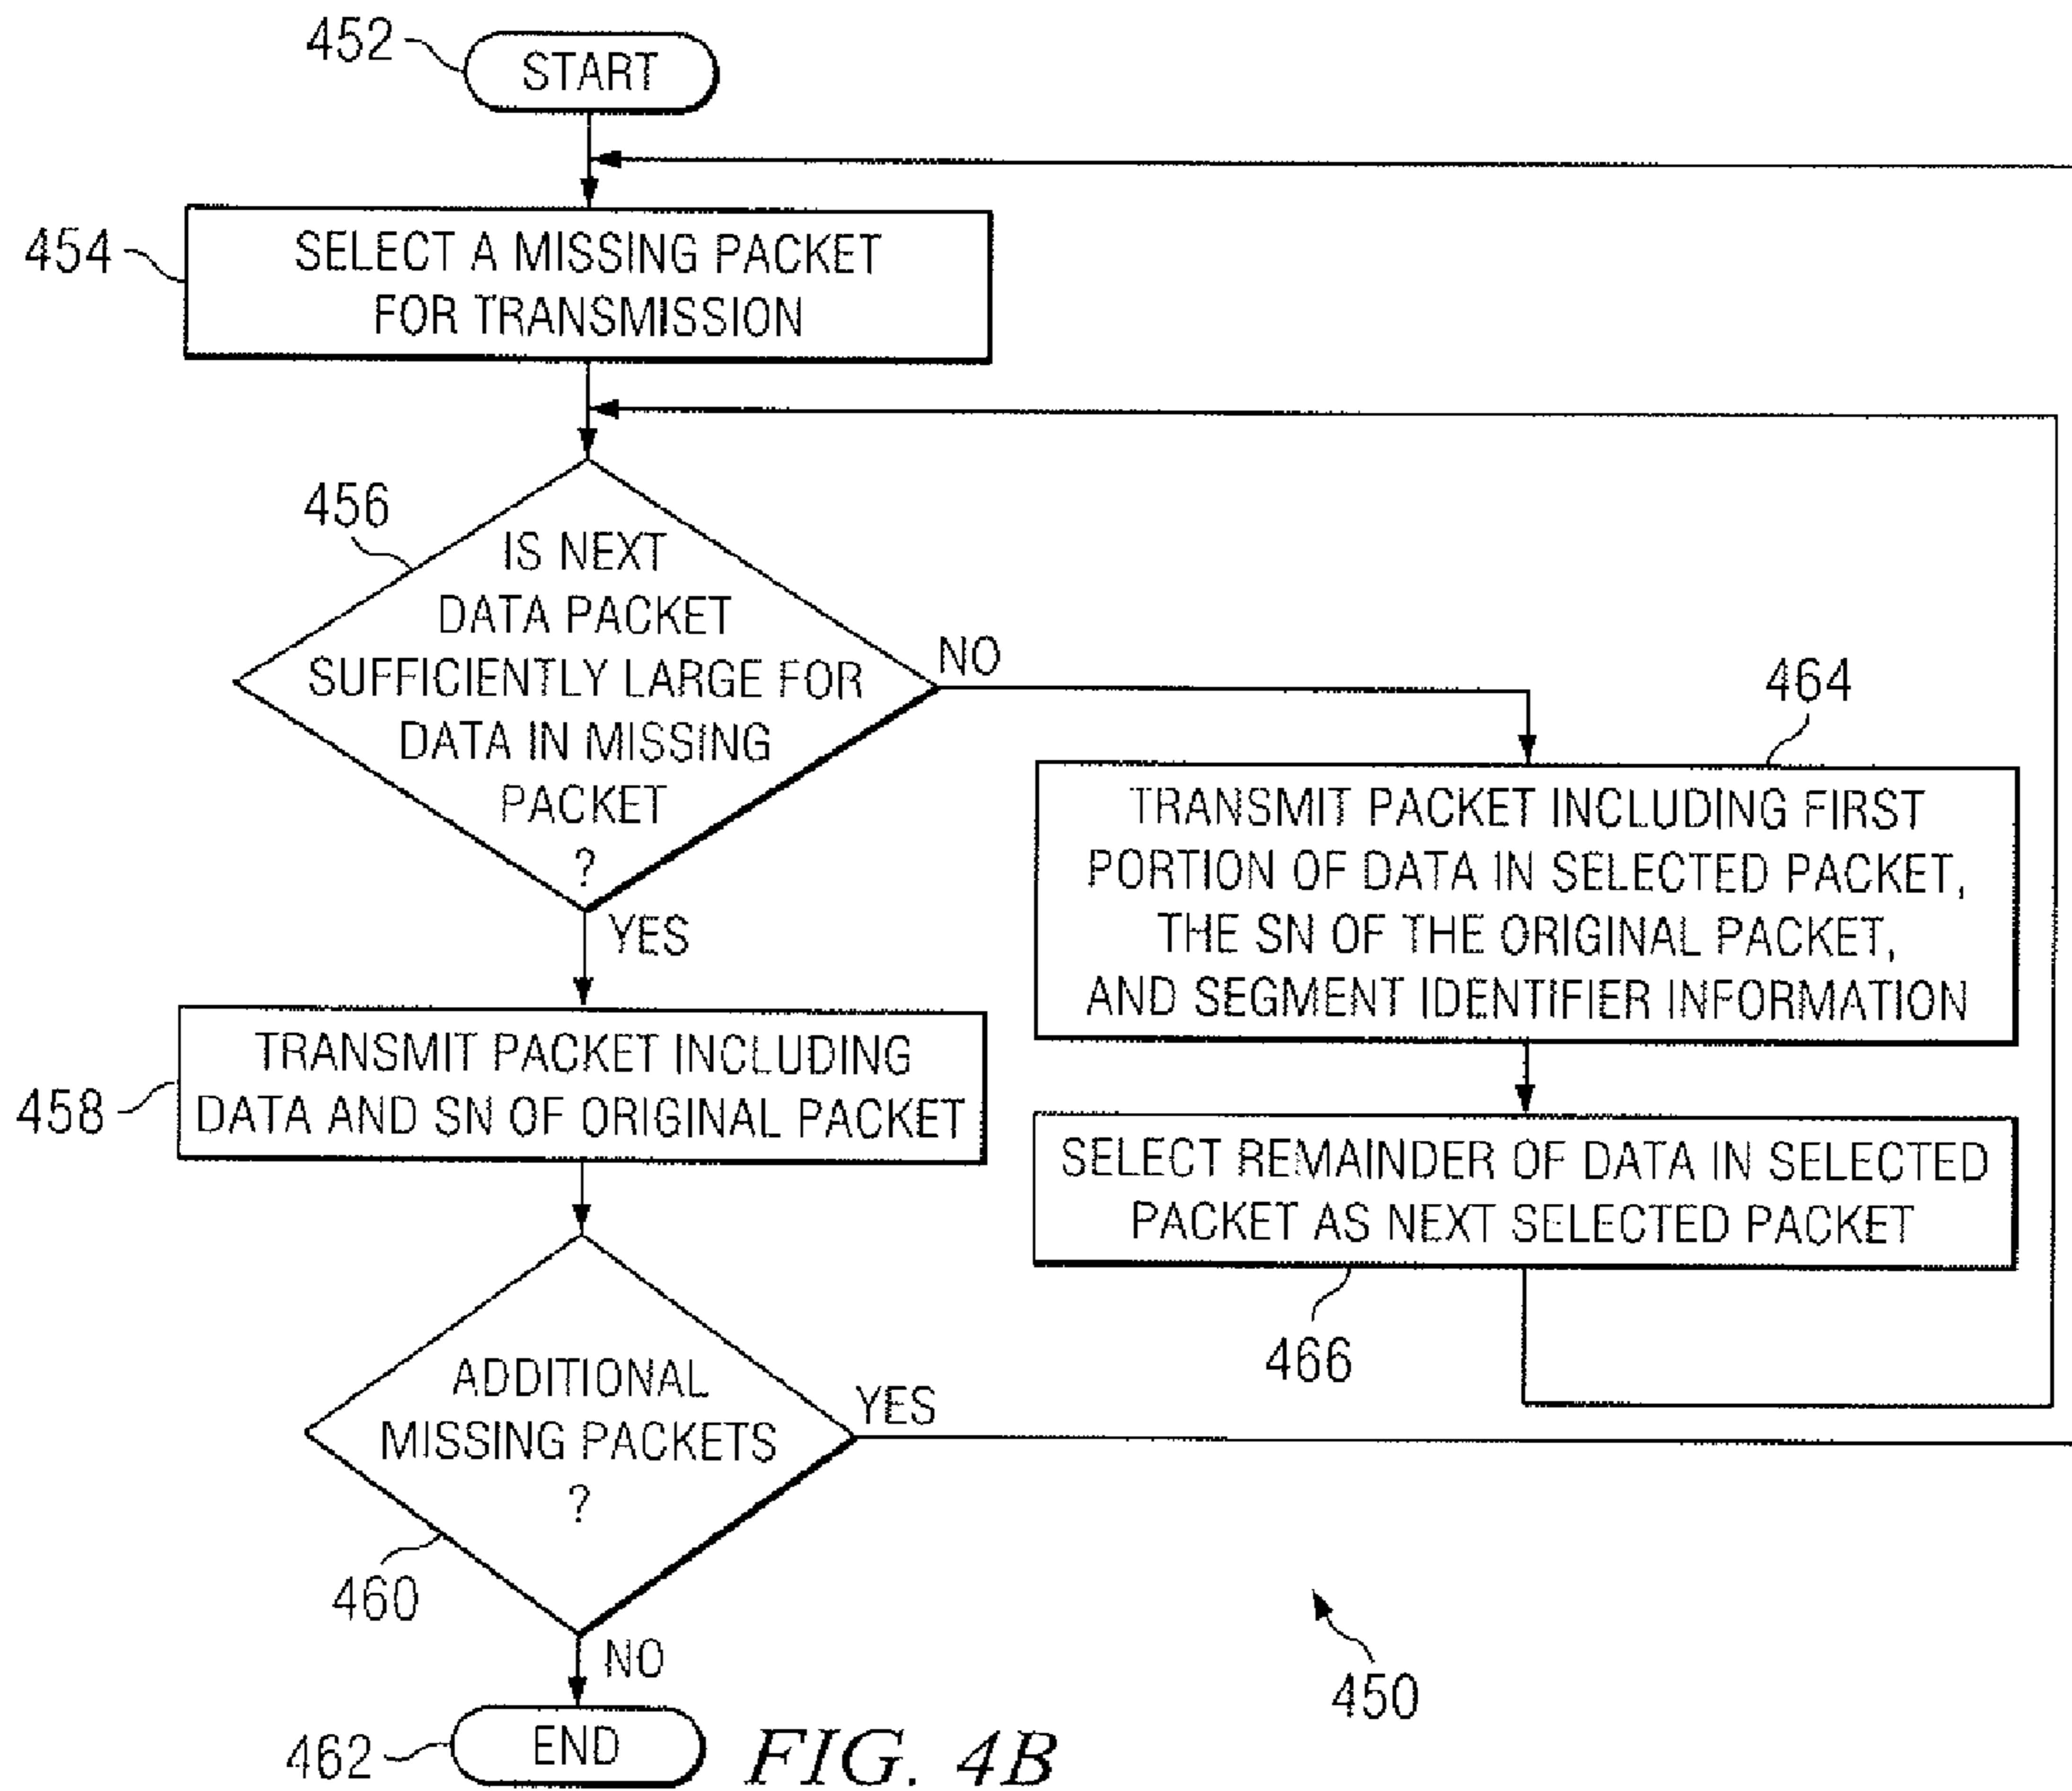 452
START
454
SELECT A MISSING PACKET
FOR TRANSMISSION
456
IS NEXT
DATA PACKET
SUFFICIENTLY LARGE FOR
DATA IN MISSING
PACKET
?
NO
YES
464
TRANSMIT PACKET INCLUDING FIRST
PORTION OF DATA IN SELECTED PACKET,
THE SN OF THE ORIGINAL PACKET,
AND SEGMENT IDENTIFIER INFORMATION
458
TRANSMIT PACKET INCLUDING
DATA AND SN OF ORIGINAL PACKET
SELECT REMAINDER OF DATA IN SELECTED
PACKET AS NEXT SELECTED PACKET
466
ADDITIONAL
MISSING PACKETS
?
YES
460
NO
450
462
END
FIG. 4B